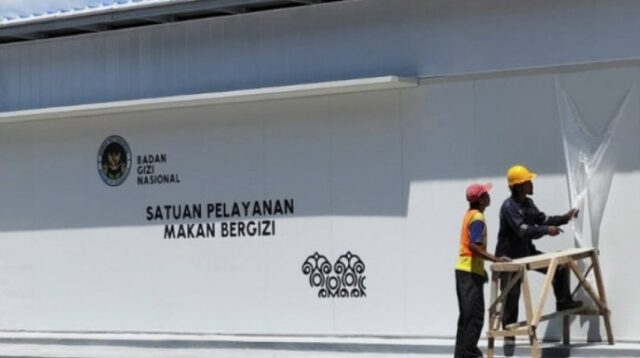 BADAN
GIZI
NASIONAL
SATUAN PELAYANAN
MAKAN BERGIZI